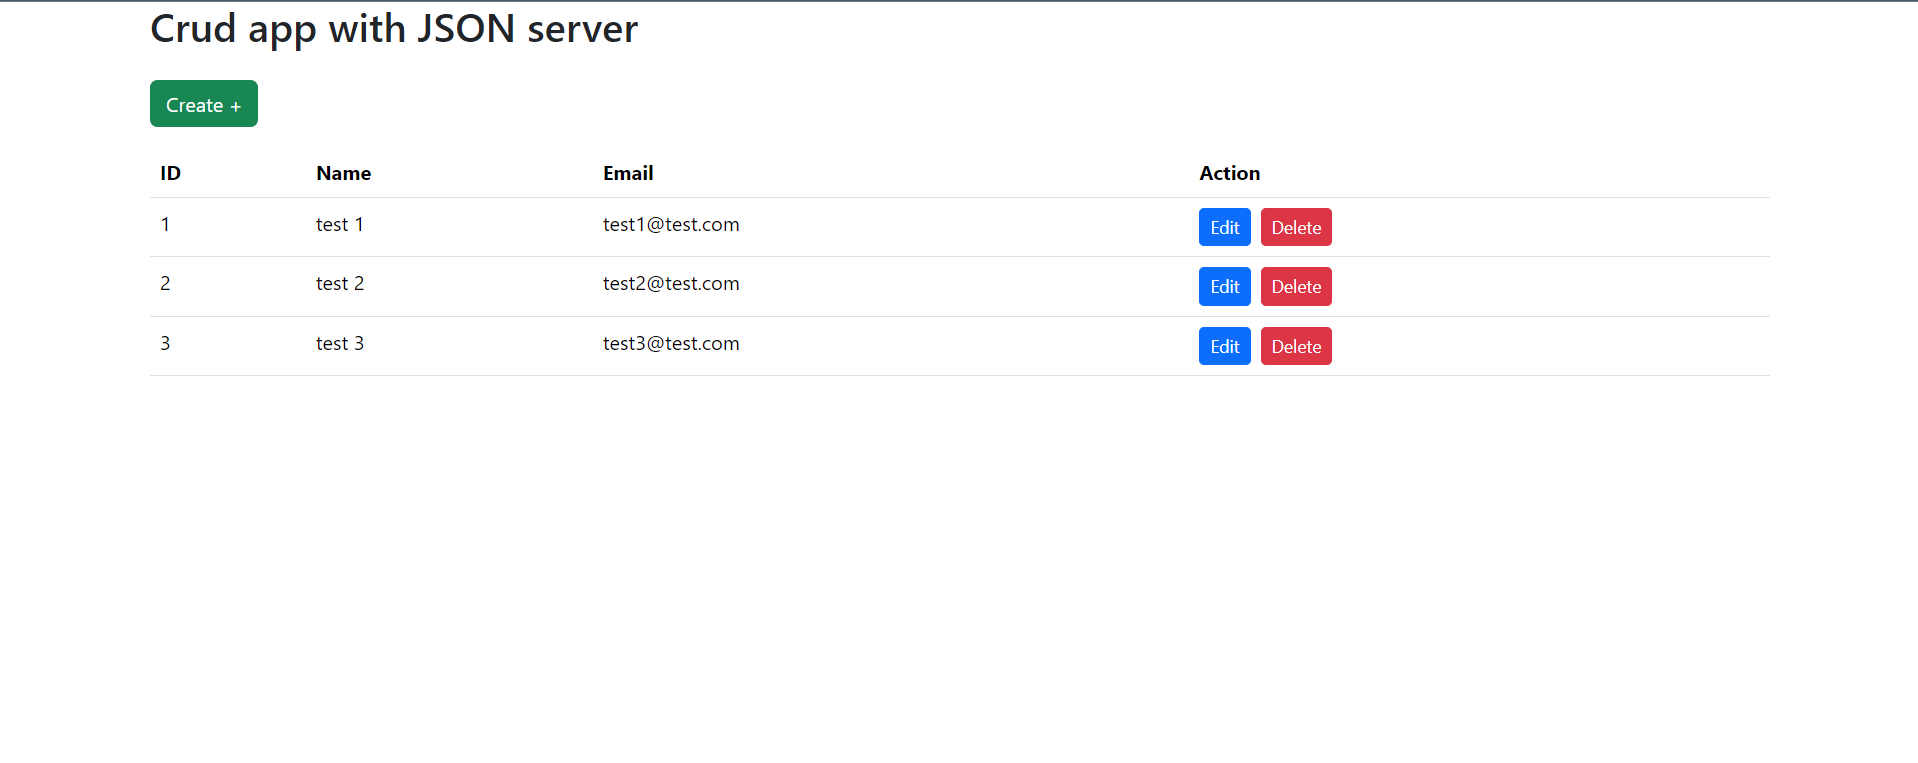 Crud app with JSON server
Create +
ID Name Email Action
1 test 1 test1@test.com Edit Delete
2 test 2 test2@test.com Edit Delete
3 test 3 test3@test.com Edit Delete